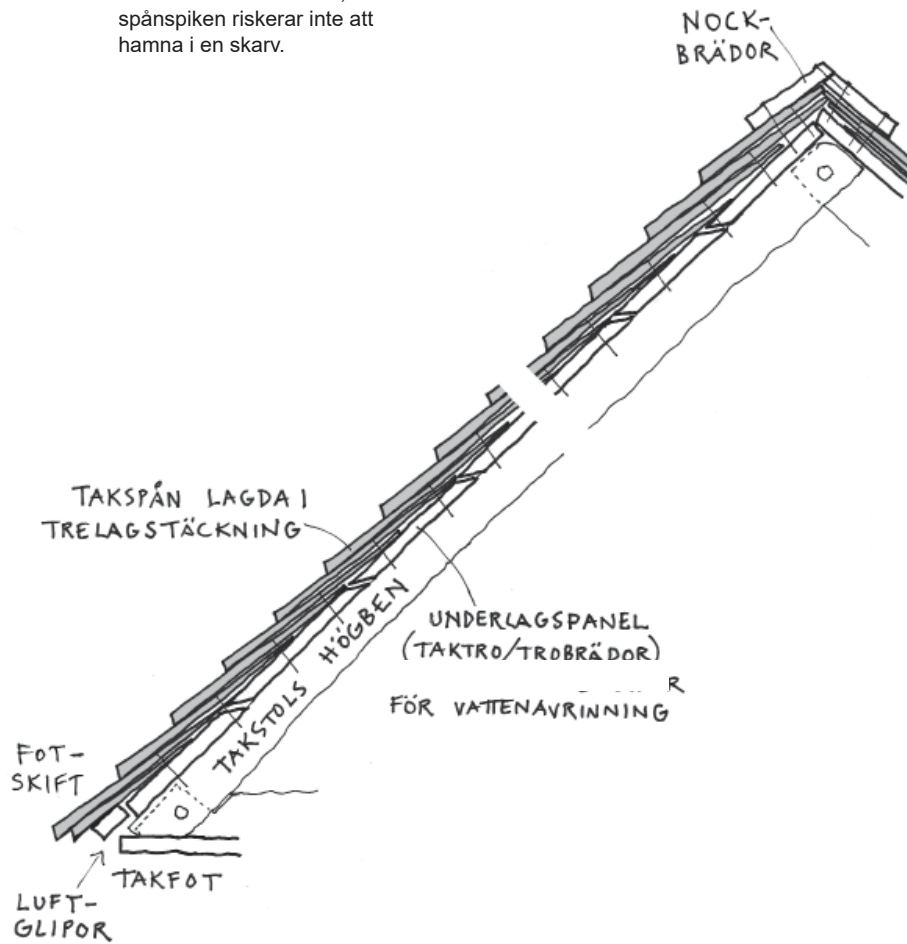 spånspiken riskerar inte att
hamna i en skarv.
NOCK-
BRÄDOR
TAKSPÅN LAGDA I
TRELAGSTÄCKNING
UNDERLAGSPANEL
(TAKTRO/TROBRÄDOR)
FÖR VATTENAVRINNING
TAKSTOLS HÖGBEN
FOT-
SKIFT
TAKFOT
LUFT-
GLIPOR